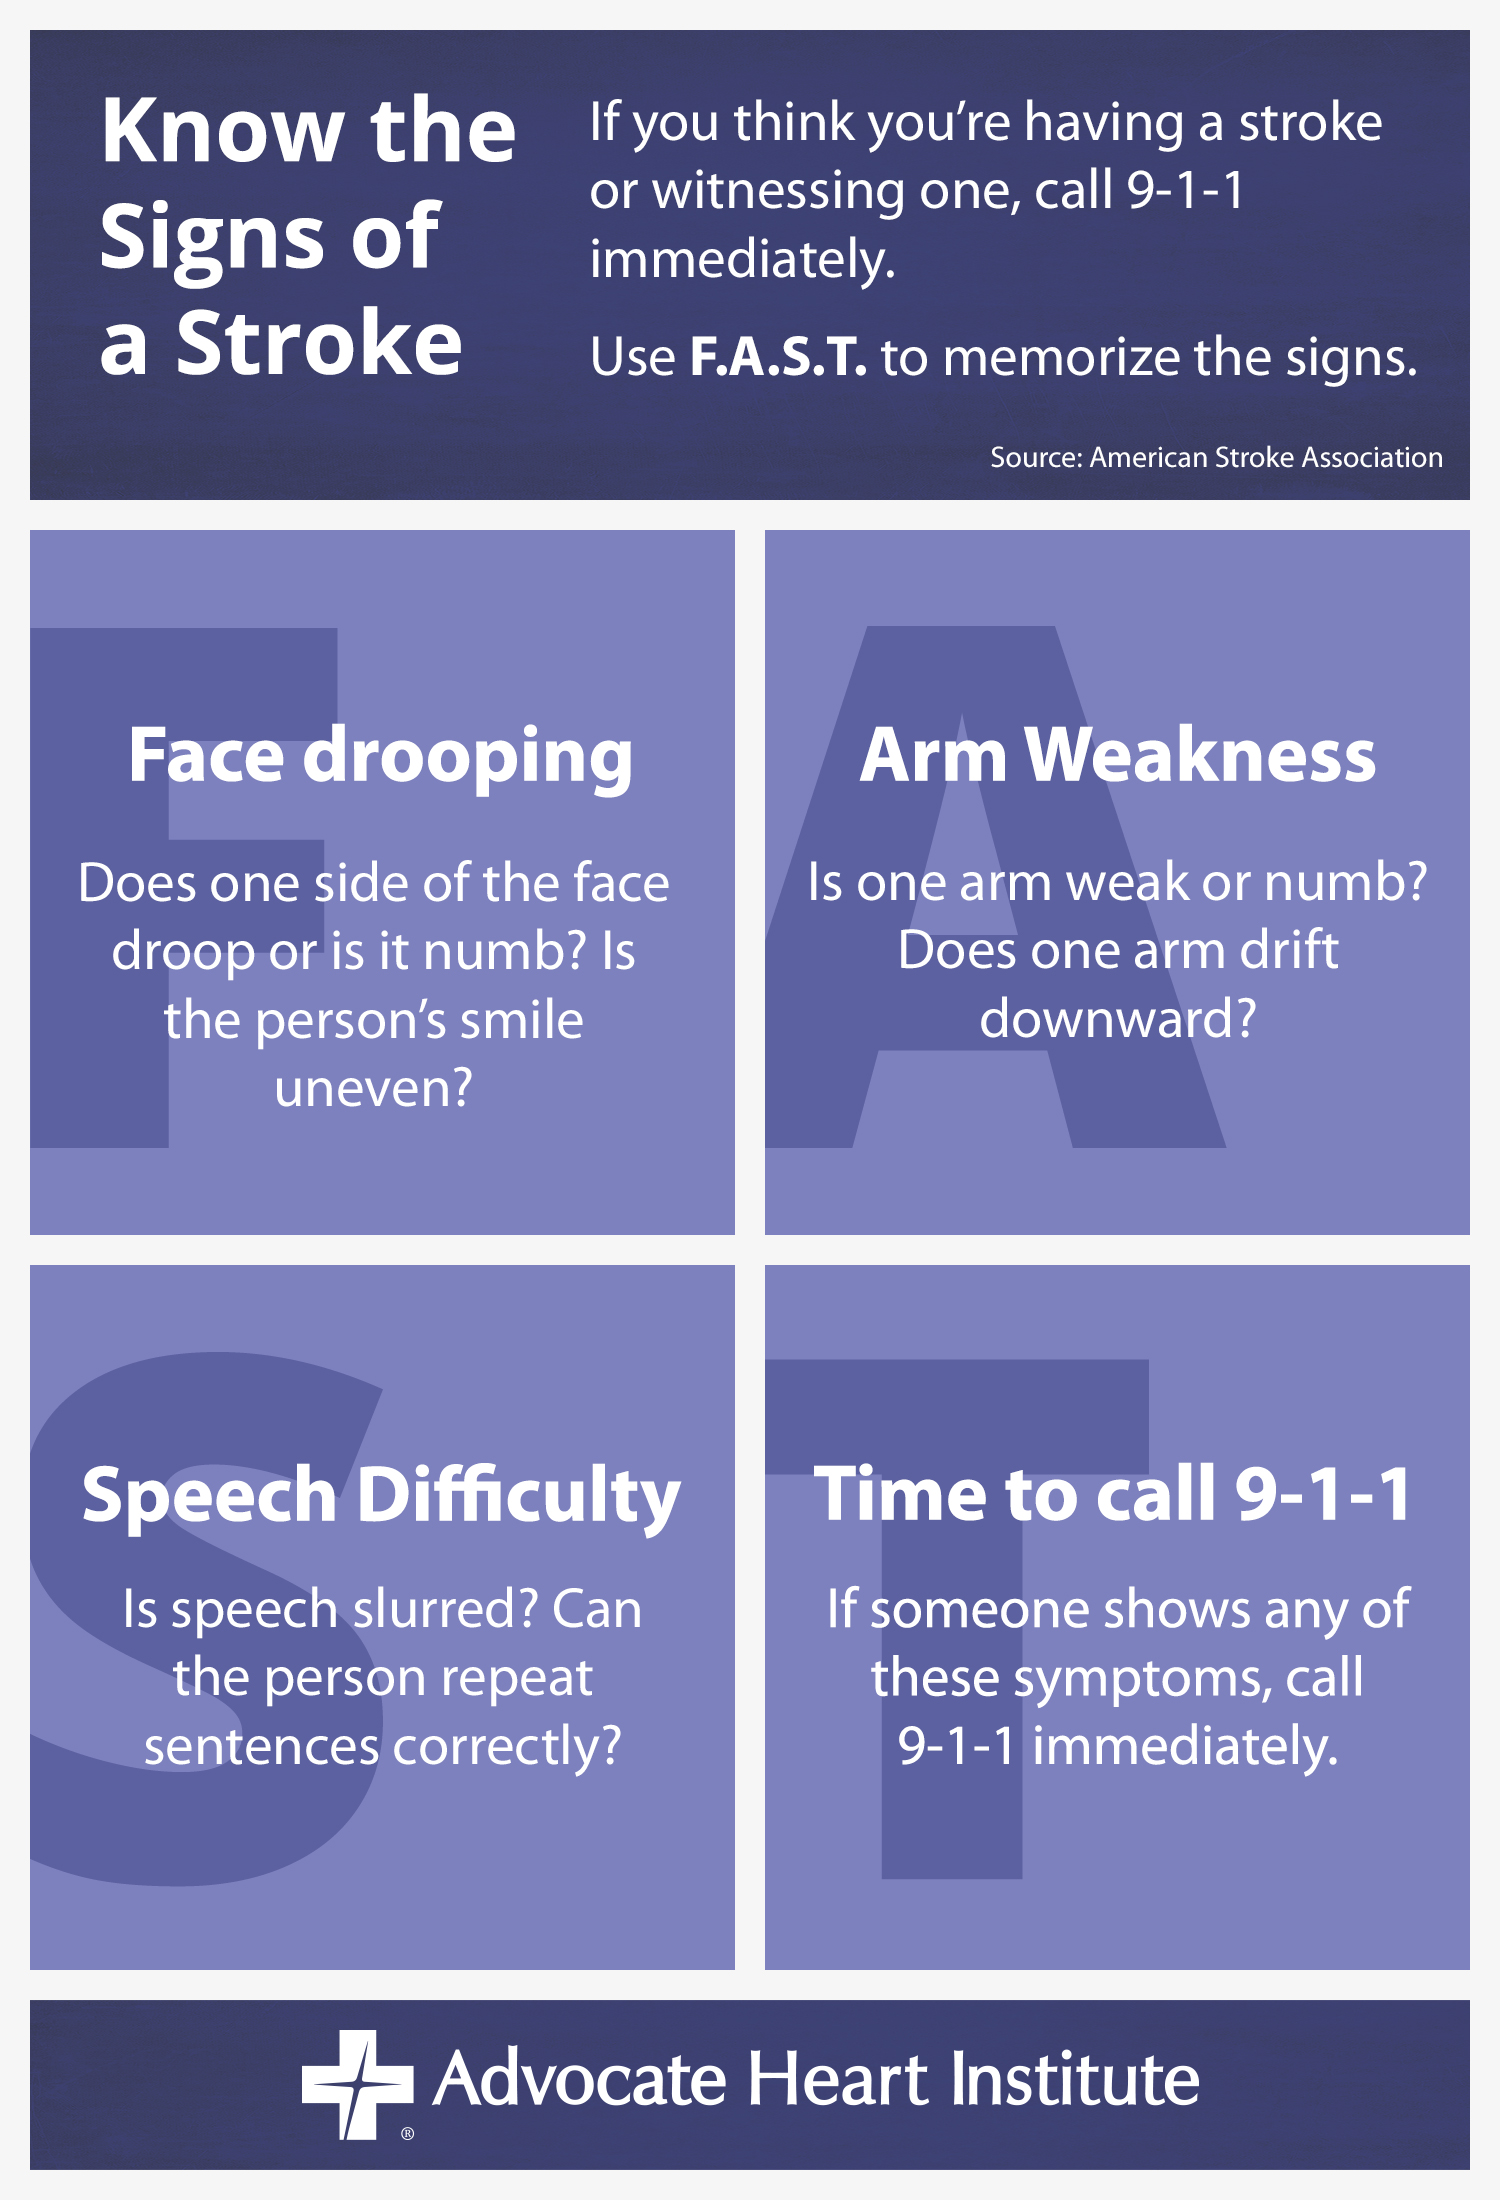 Know the
Signs of
a Stroke
If you think you’re having a stroke
or witnessing one, call 9-1-1
immediately.
Use F.A.S.T. to memorize the signs.
Source: American Stroke Association
F
Face drooping
Does one side of the face
droop or is it numb? Is
the person’s smile
uneven?
A
Arm Weakness
Is one arm weak or numb?
Does one arm drift
downward?
S
Speech Difficulty
Is speech slurred? Can
the person repeat
sentences correctly?
T
Time to call 9-1-1
If someone shows any of
these symptoms, call
9-1-1 immediately.
® Advocate Heart Institute